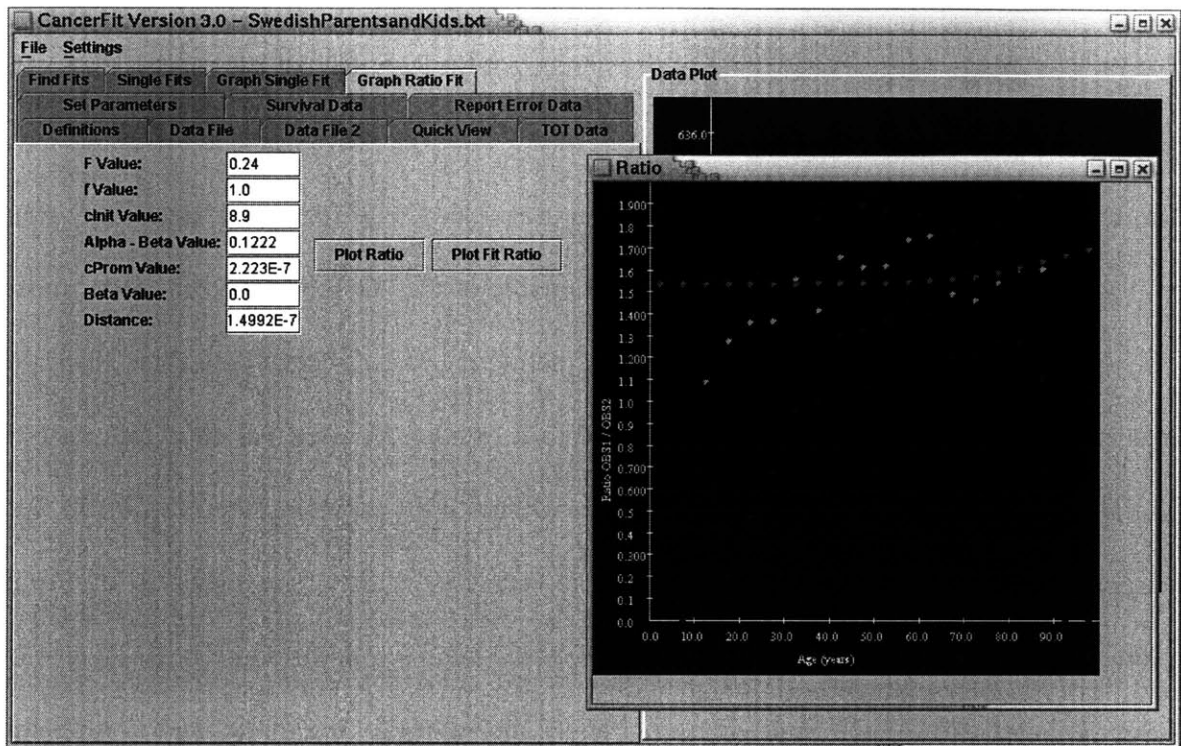 CancerFit Version 3.0 – SwedishParentsandKids.txt
File Settings
Find Fits Single Fits Graph Single Fit Graph Ratio Fit
Set Parameters Survival Data Report Error Data
Definitions Data File Data File 2 Quick View TOT Data
F Value: 0.24
f Value: 1.0
cInit Value: 8.9
Alpha - Beta Value: 0.1222
cProm Value: 2.223E-7
Beta Value: 0.0
Distance: 1.4992E-7
Plot Ratio Plot Fit Ratio
Data Plot
636.0
Ratio
1.900
1.8
1.700
1.6
1.5
1.400
1.3
1.200
1.1
1.0
0.9
0.8
0.700
0.600
0.5
0.4
0.300
0.2
0.1
0.0
Ratio OBS1 / OBS2
0.0 10.0 20.0 30.0 40.0 50.0 60.0 70.0 80.0 90.0
Age (years)